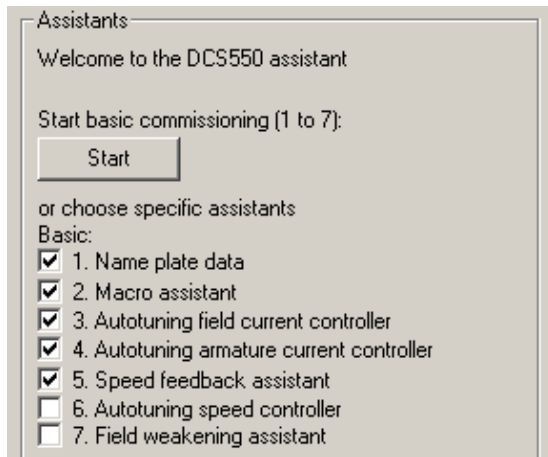 Assistants
Welcome to the DCS550 assistant
Start basic commissioning (1 to 7):
Start
or choose specific assistants
Basic:
1. Name plate data
2. Macro assistant
3. Autotuning field current controller
4. Autotuning armature current controller
5. Speed feedback assistant
6. Autotuning speed controller
7. Field weakening assistant